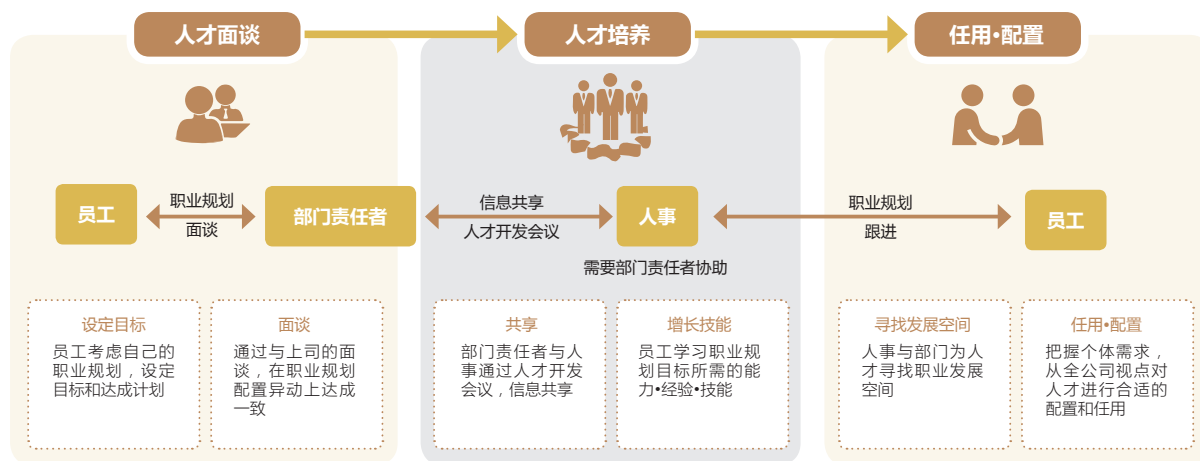 人才面谈
人才培养
任用•配置
员工
职业规划
面谈
部门责任者
信息共享
人才开发会议
人事
需要部门责任者协助
职业规划
跟进
员工
设定目标
员工考虑自己的
职业规划，设定
目标和达成计划
面谈
通过与上司的面
谈，在职业规划
配置异动上达成
一致
共享
部门责任者与人
事通过人才开发
会议，信息共享
增长技能
员工学习职业规
划目标所需的能
力•经验•技能
寻找发展空间
人事与部门为人
才寻找职业发展
空间
任用•配置
把握个体需求，
从全公司视点对
人才进行合适的
配置和任用